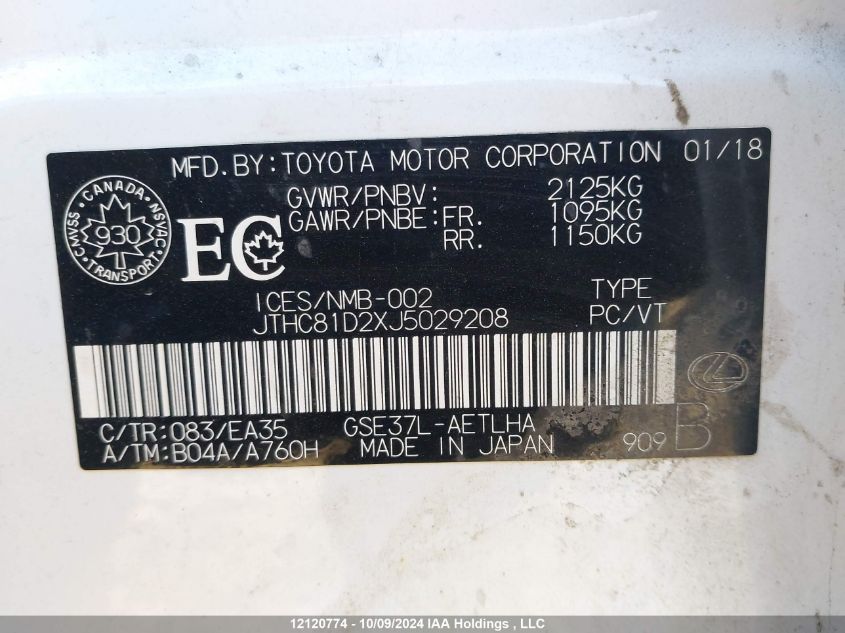 MFD.BY:TOYOTA MOTOR CORPORATION 01/18
GVWR/PNBV: 2125KG
GAWR/PNBE:FR. 1095KG
RR. 1150KG
CANADA
CMVSS 930 NSVAC
TRANSPORT
EC
ICES/NMB-002 TYPE
JTHC81D2XJ5029208 PC/VT
C/TR:083/EA35 GSE37L-AETLHA
A/TM:B04A/A760H MADE IN JAPAN 909 B
12120774 - 10/09/2024 IAA Holdings , LLC